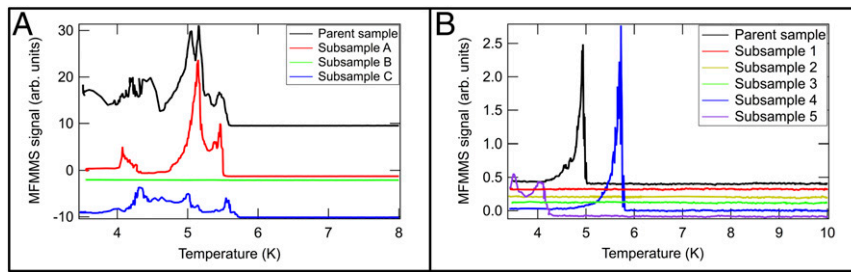 A
MFMMS signal (arb. units)
30
20
10
0
-10
Parent sample
Subsample A
Subsample B
Subsample C
4
5
6
7
8
Temperature (K)
B
MFMMS signal (arb. units)
2.5
2.0
1.5
1.0
0.5
0.0
Parent sample
Subsample 1
Subsample 2
Subsample 3
Subsample 4
Subsample 5
4
5
6
7
8
9
10
Temperature (K)